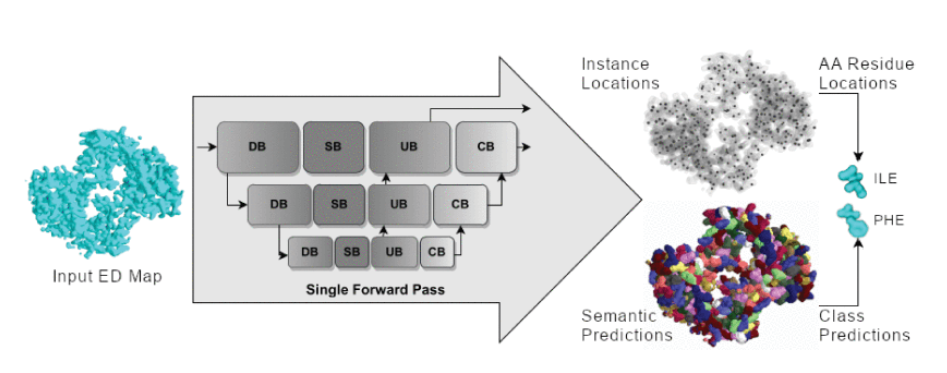 Input ED Map
DB SB UB CB
DB SB UB CB
DB SB UB CB
Single Forward Pass
Instance
Locations
AA Residue
Locations
ILE
PHE
Semantic
Predictions
Class
Predictions